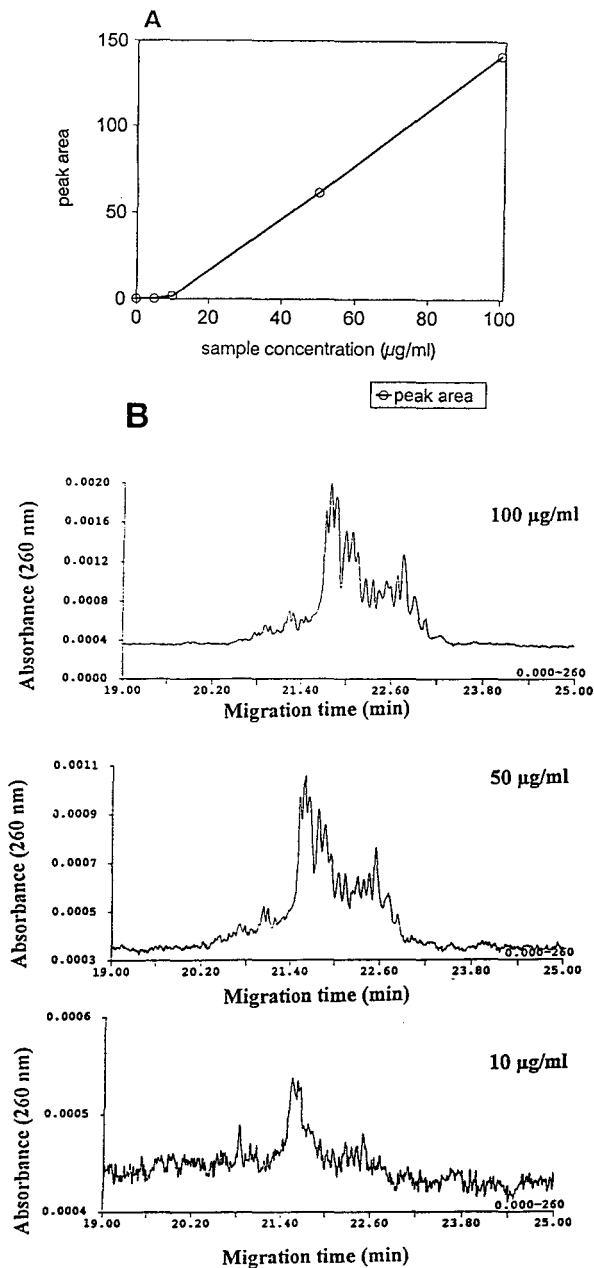 A
150
100
50
0
peak area
0 20 40 60 80 100
sample concentration (µg/ml)
peak area
B
0.0020
0.0016
0.0012
0.0008
0.0004
0.0000
Absorbance (260 nm)
100 µg/ml
0.000-260
19.00 20.20 21.40 22.60 23.80 25.00
Migration time (min)
0.0011
0.0009
0.0007
0.0005
0.0003
Absorbance (260 nm)
50 µg/ml
0.000-260
19.00 20.20 21.40 22.60 23.80 25.00
Migration time (min)
0.0006
0.0005
0.0004
Absorbance (260 nm)
10 µg/ml
0.000-260
19.00 20.20 21.40 22.60 23.80 25.00
Migration time (min)